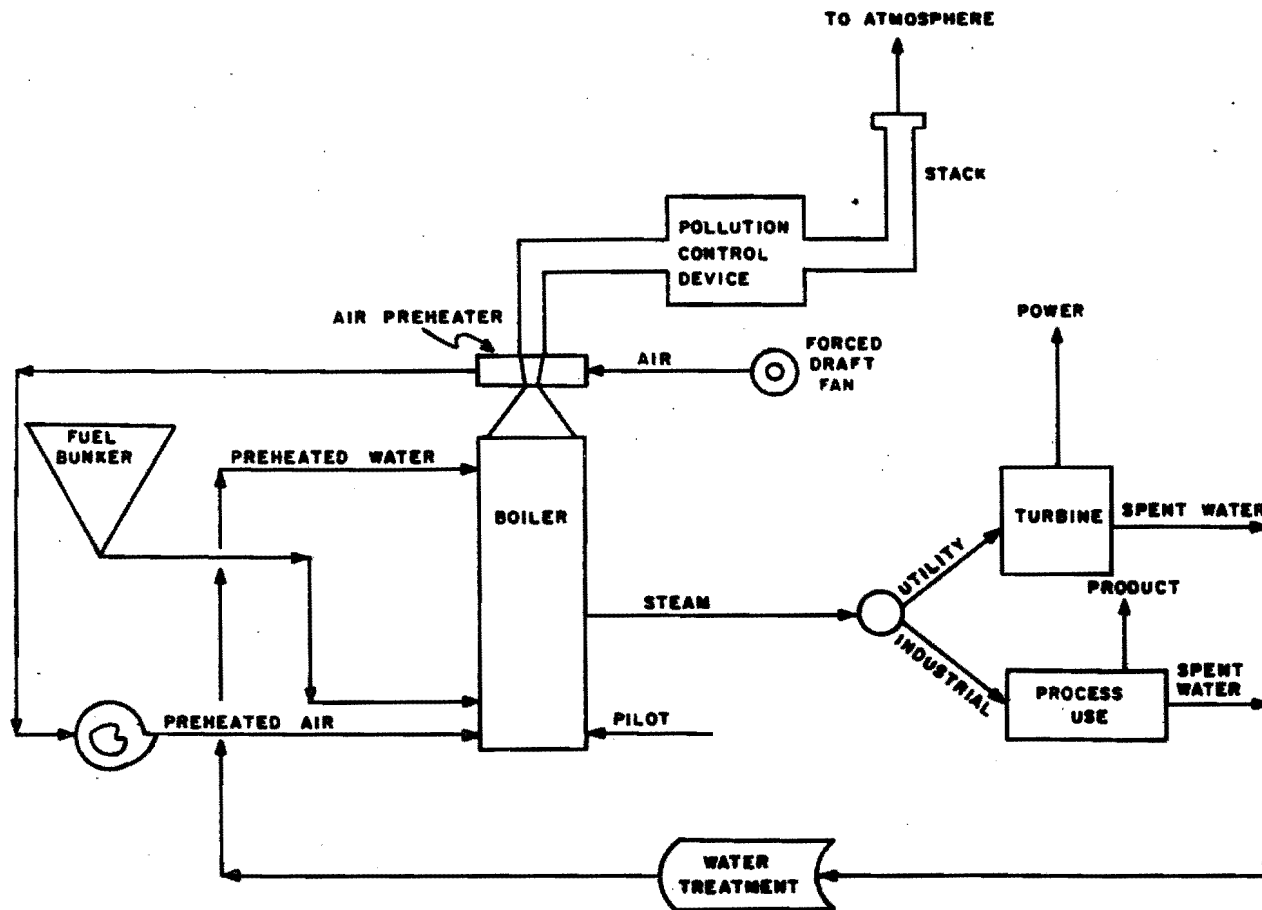 TO ATMOSPHERE
STACK
POLLUTION
CONTROL
DEVICE
AIR PREHEATER
AIR
FORCED
DRAFT
FAN
POWER
FUEL
BUNKER
PREHEATED WATER
BOILER
TURBINE
SPENT WATER
UTILITY
STEAM
PRODUCT
INDUSTRIAL
PROCESS
USE
SPENT
WATER
PREHEATED AIR
PILOT
WATER
TREATMENT